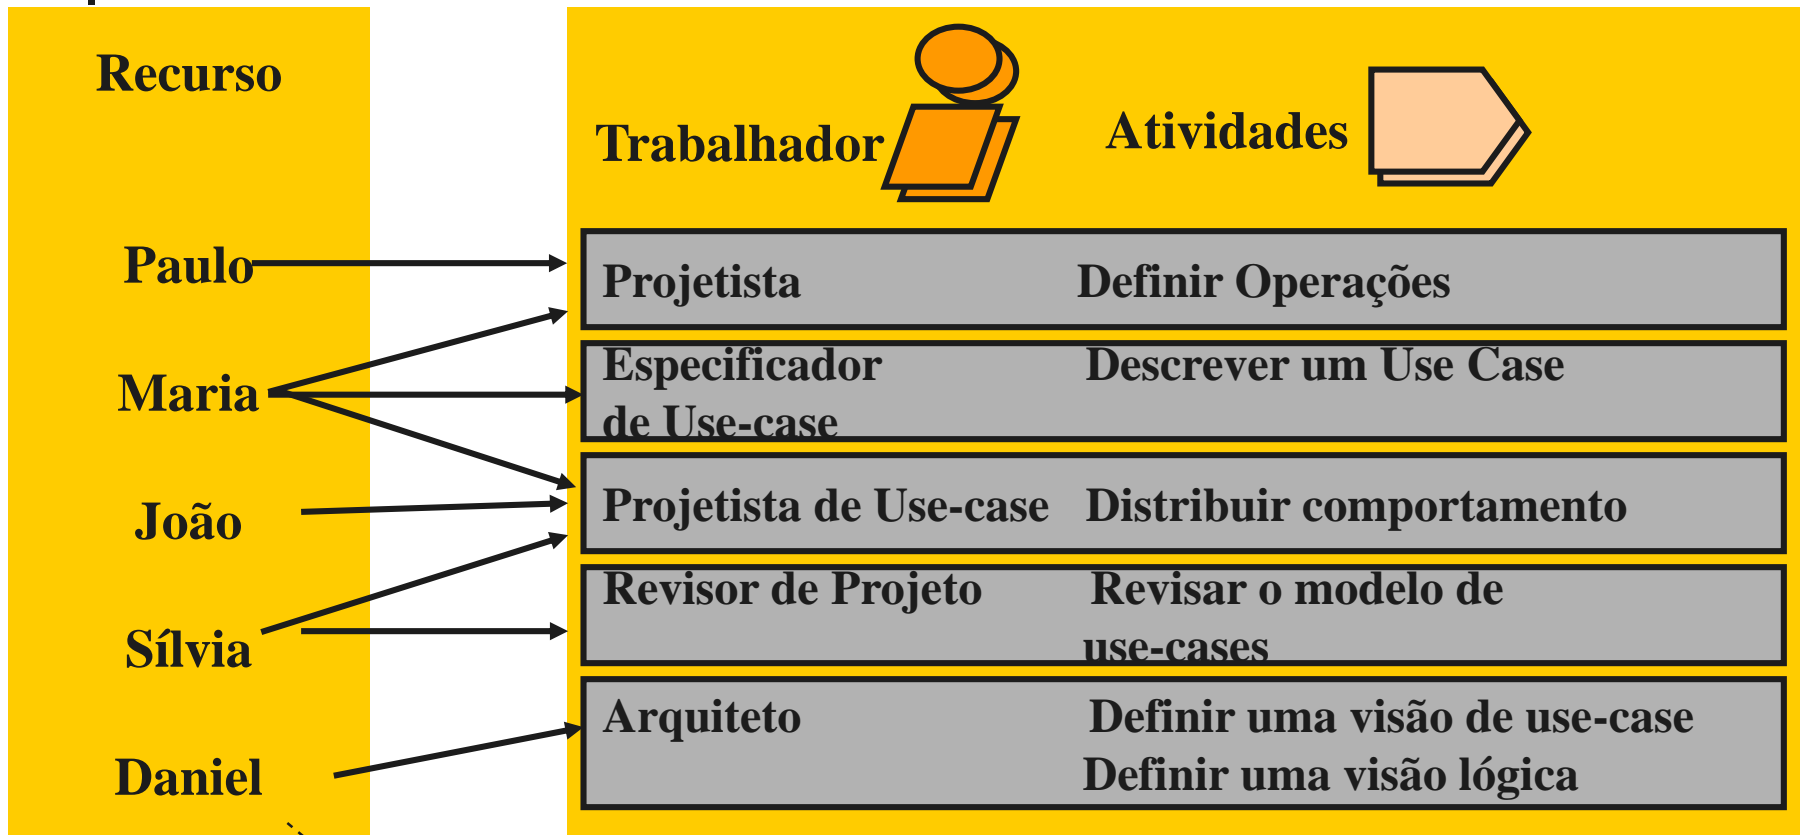 Recurso
Trabalhador
Atividades
Paulo
Projetista Definir Operações
Maria
Especificador Descrever um Use Case
de Use-case
João
Projetista de Use-case Distribuir comportamento
Sílvia
Revisor de Projeto Revisar o modelo de
use-cases
Daniel
Arquiteto Definir uma visão de use-case
Definir uma visão lógica